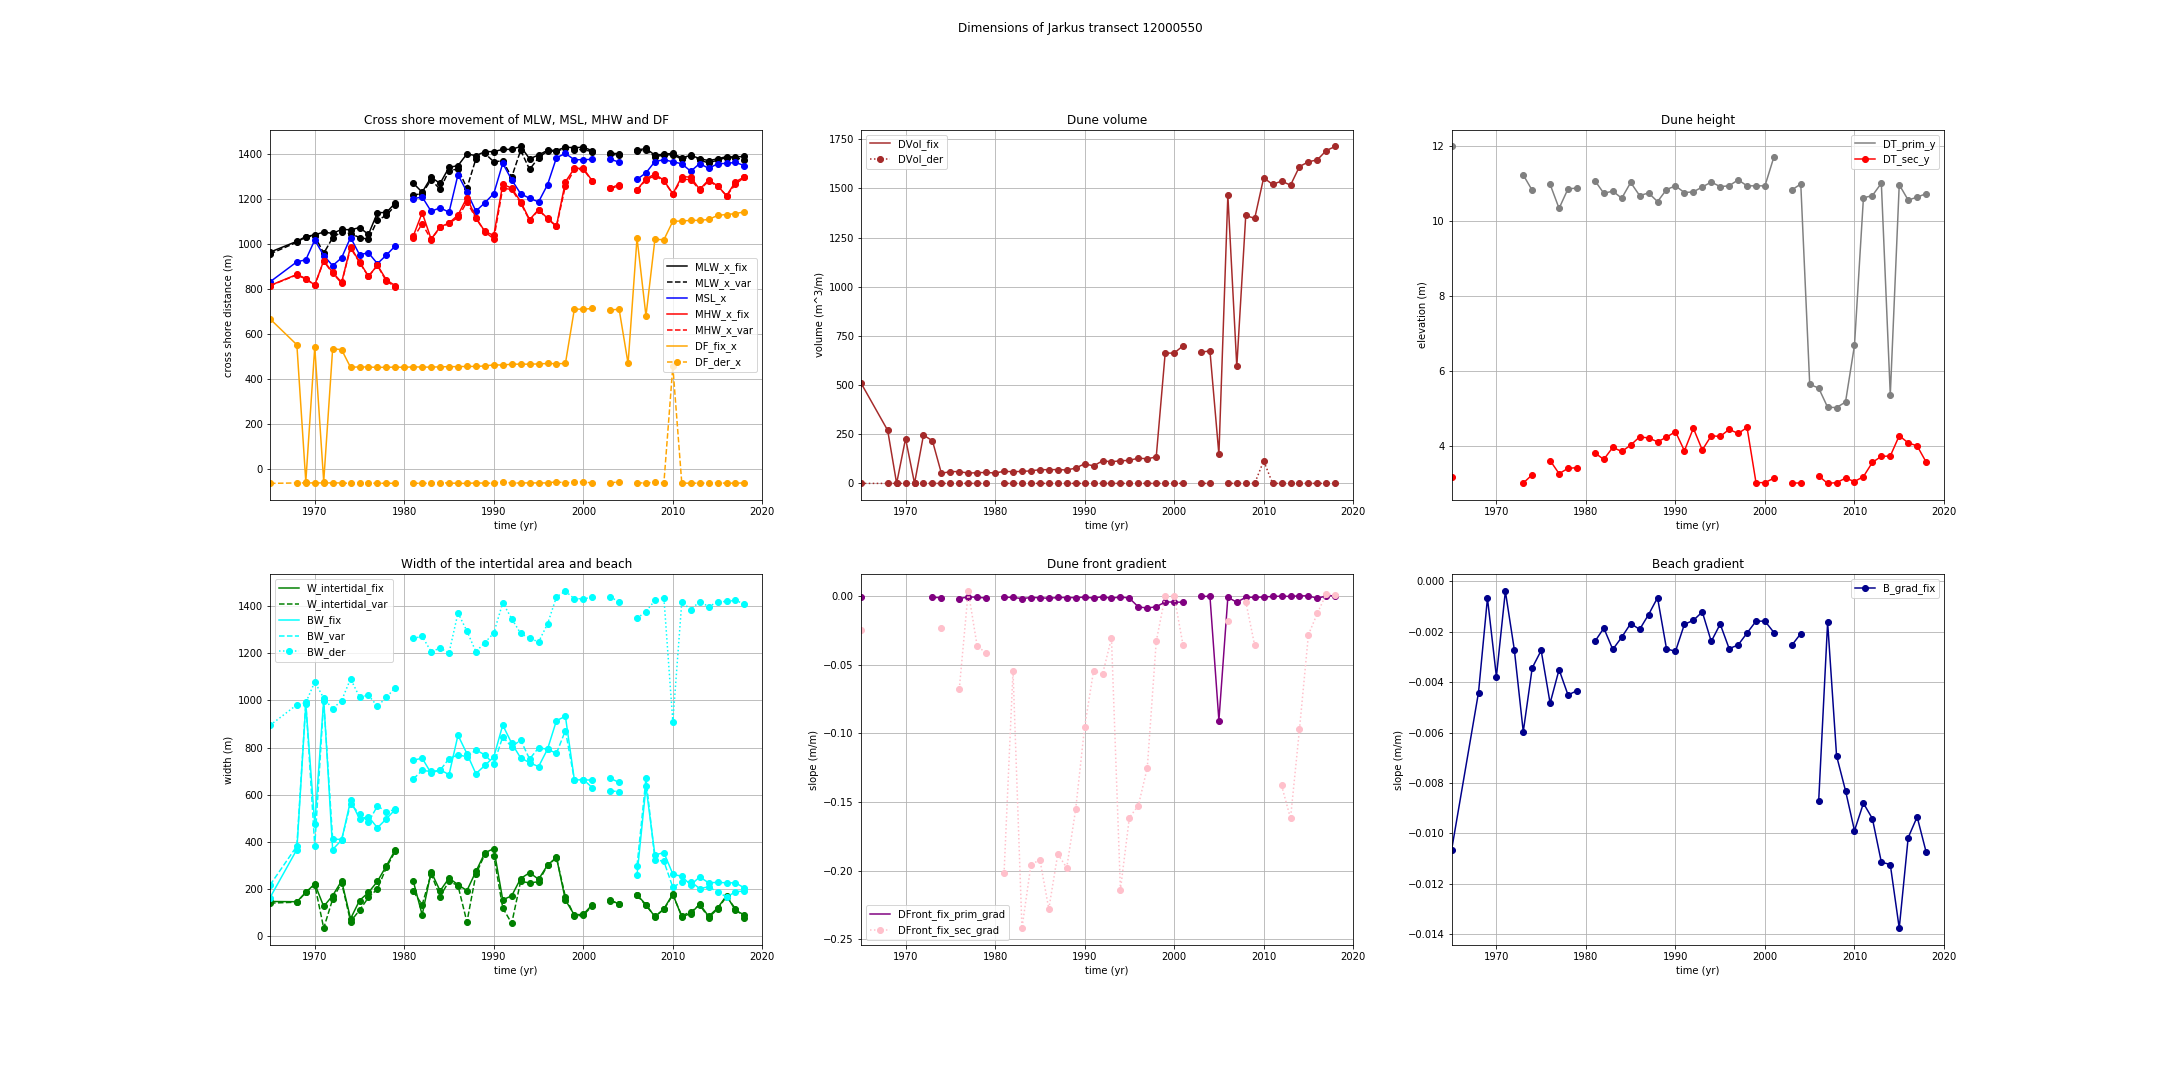 Dimensions of Jarkus transect 12000550
Cross shore movement of MLW, MSL, MHW and DF
cross shore distance (m)
1400
1200
1000
800
600
400
200
0
MLW_x_fix
MLW_x_var
MSL_x
MHW_x_fix
MHW_x_var
DF_fix_x
DF_der_x
1970 1980 1990 2000 2010 2020
time (yr)
Dune volume
volume (m^3/m)
1750
1500
1250
1000
750
500
250
0
DVol_fix
DVol_der
1970 1980 1990 2000 2010 2020
time (yr)
Dune height
elevation (m)
12
10
8
6
4
DT_prim_y
DT_sec_y
1970 1980 1990 2000 2010 2020
time (yr)
Width of the intertidal area and beach
width (m)
1400
1200
1000
800
600
400
200
0
W_intertidal_fix
W_intertidal_var
BW_fix
BW_var
BW_der
1970 1980 1990 2000 2010 2020
time (yr)
Dune front gradient
slope (m/m)
0.00
−0.05
−0.10
−0.15
−0.20
−0.25
DFront_fix_prim_grad
DFront_fix_sec_grad
1970 1980 1990 2000 2010 2020
time (yr)
Beach gradient
slope (m/m)
0.000
−0.002
−0.004
−0.006
−0.008
−0.010
−0.012
−0.014
B_grad_fix
1970 1980 1990 2000 2010 2020
time (yr)